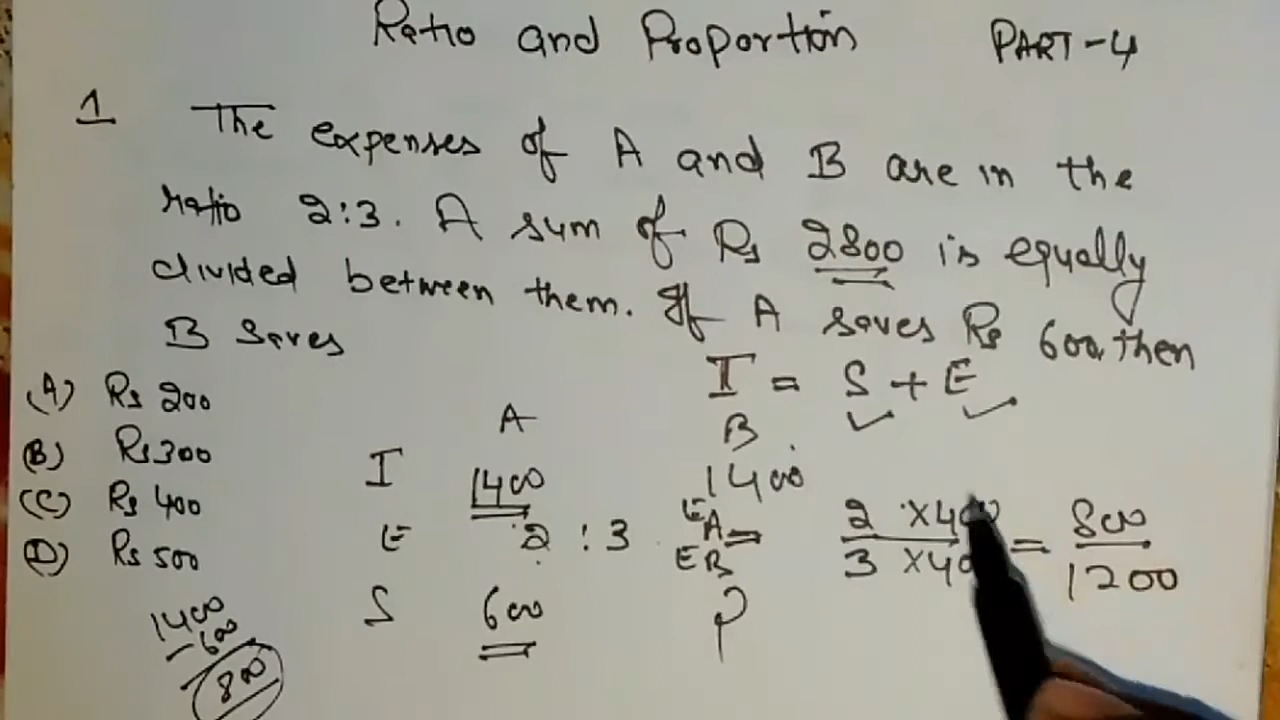 Ratio and Proportion PART-4
1 The expenses of A and B are in the
ratio 2:3. A sum of Rs 2800 is equally
divided between them. If A saves Rs 600, then
B saves
I = S + E
(A) Rs 200
(B) Rs 300
(C) Rs 400
(D) Rs 500
A B
I 1400 1400
E 2 : 3
S 600 ?
EA = 2 ×400 = 800
EB 3 ×40 1200
1400
- 600
800